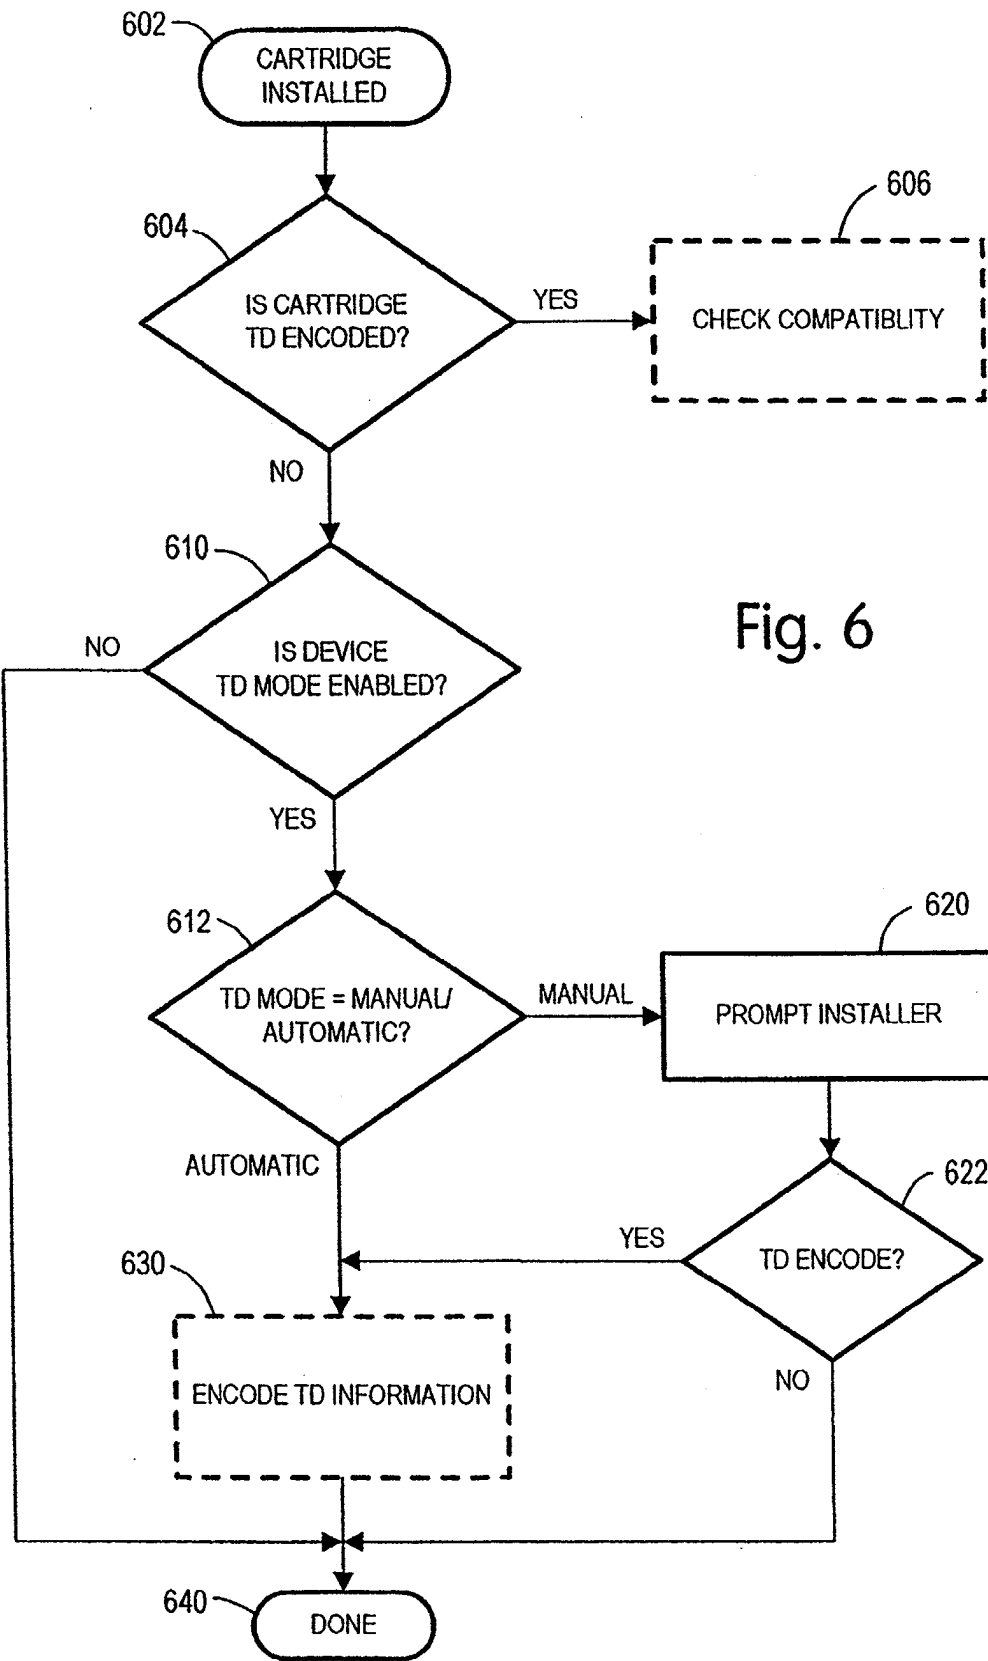 602
CARTRIDGE
INSTALLED
604
IS CARTRIDGE
TD ENCODED?
YES
606
CHECK COMPATIBLITY
NO
610
IS DEVICE
TD MODE ENABLED?
NO
Fig. 6
YES
612
TD MODE = MANUAL/
AUTOMATIC?
MANUAL
620
PROMPT INSTALLER
AUTOMATIC
622
TD ENCODE?
YES
NO
630
ENCODE TD INFORMATION
640
DONE